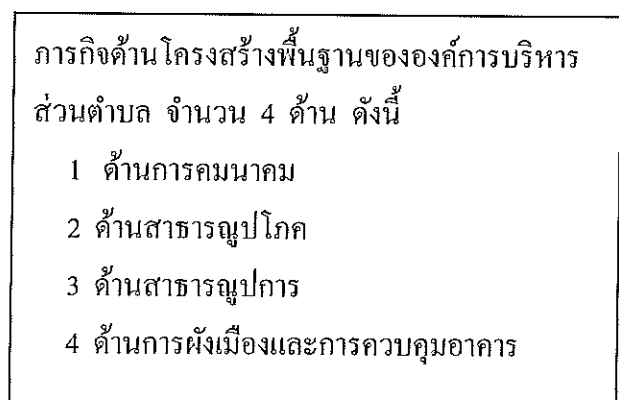 ภารกิจด้านโครงสร้างพื้นฐานขององค์การบริหาร
ส่วนตำบล จำนวน 4 ด้าน ดังนี้
1 ด้านการคมนาคม
2 ด้านสาธารณูปโภค
3 ด้านสาธารณูปการ
4 ด้านการผังเมืองและการควบคุมอาคาร